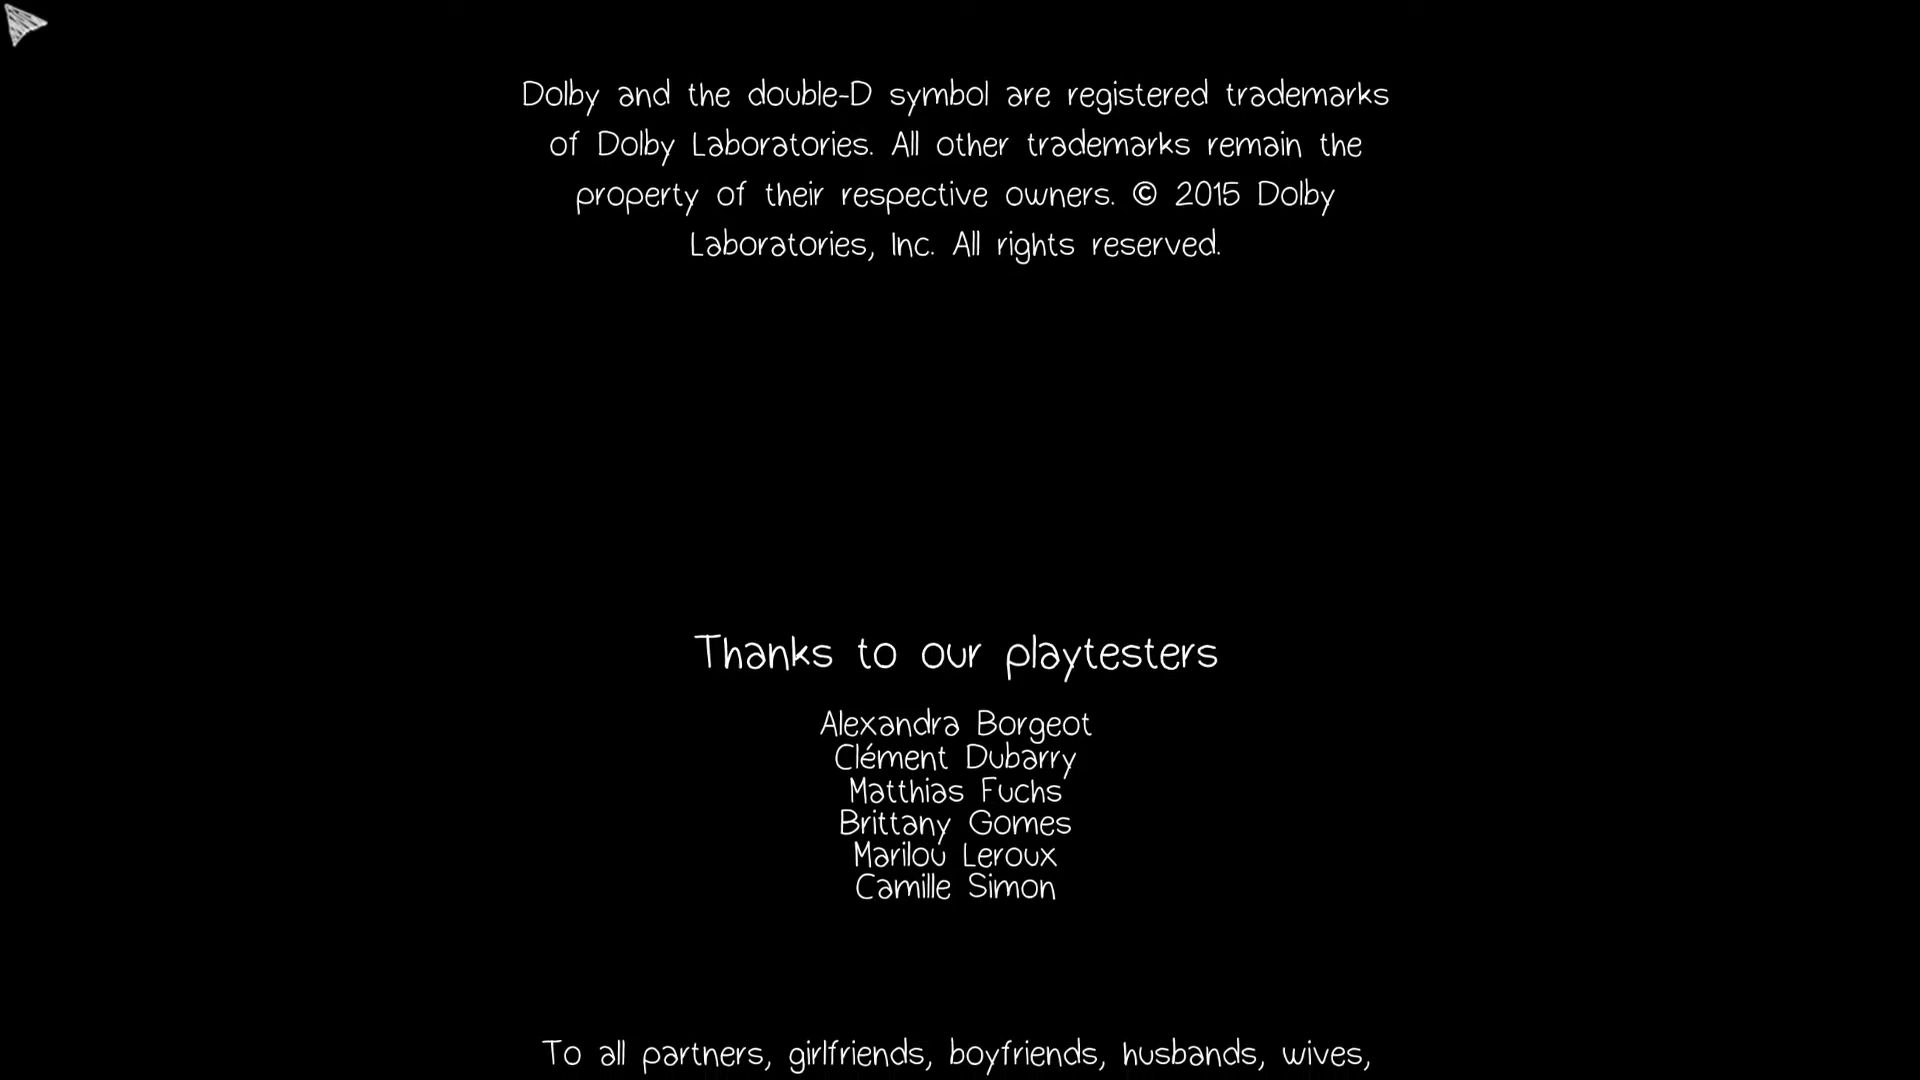 Dolby and the double-D symbol are registered trademarks
of Dolby Laboratories. All other trademarks remain the
property of their respective owners. © 2015 Dolby
Laboratories, Inc. All rights reserved.
Thanks to our playtesters
Alexandra Borgeot
Clément Dubarry
Matthias Fuchs
Brittany Gomes
Marilou Leroux
Camille Simon
To all partners, girlfriends, boyfriends, husbands, wives,